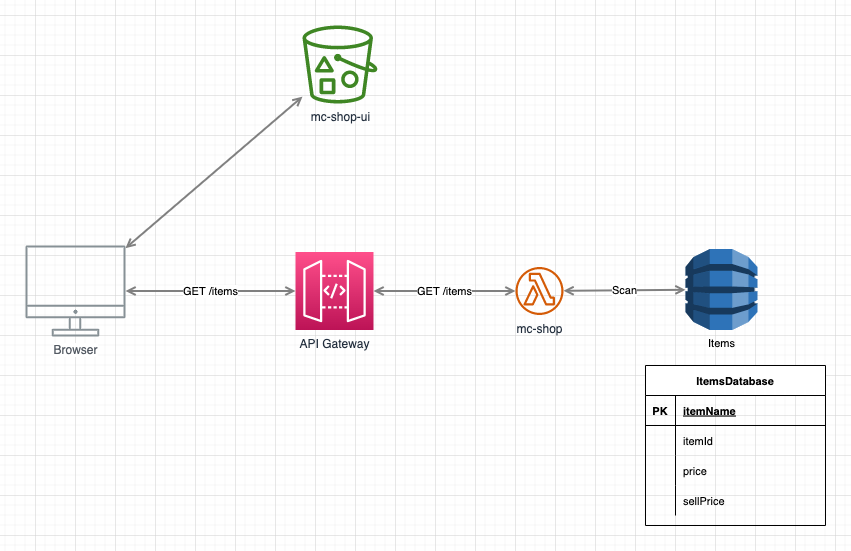 mc-shop-ui
GET /items
GET /items
Scan
</>
mc-shop
Browser
API Gateway
Items
ItemsDatabase
PK itemName
itemId
price
sellPrice